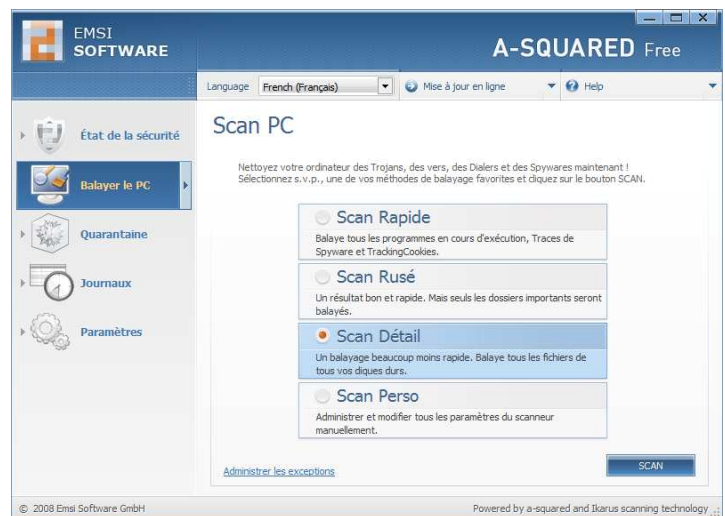 EMSI
SOFTWARE
A-SQUARED Free
Language French (Français) Mise à jour en ligne Help
État de la sécurité
Balayer le PC
Quarantaine
Journaux
Paramètres
Scan PC
Nettoyez votre ordinateur des Trojans, des vers, des Dialers et des Spywares maintenant !
Sélectionnez s.v.p., une de vos méthodes de balayage favorites et cliquez sur le bouton SCAN.
Scan Rapide
Balaye tous les programmes en cours d'exécution, Traces de
Spyware et TrackingCookies.
Scan Rusé
Un résultat bon et rapide. Mais seuls les dossiers importants seront
balayés.
Scan Détail
Un balayage beaucoup moins rapide. Balaye tous les fichiers de
tous vos diques durs.
Scan Perso
Administrer et modifier tous les paramètres du scanneur
manuellement.
Administrer les exceptions
SCAN
© 2008 Emsi Software GmbH
Powered by a-squared and Ikarus scanning technology